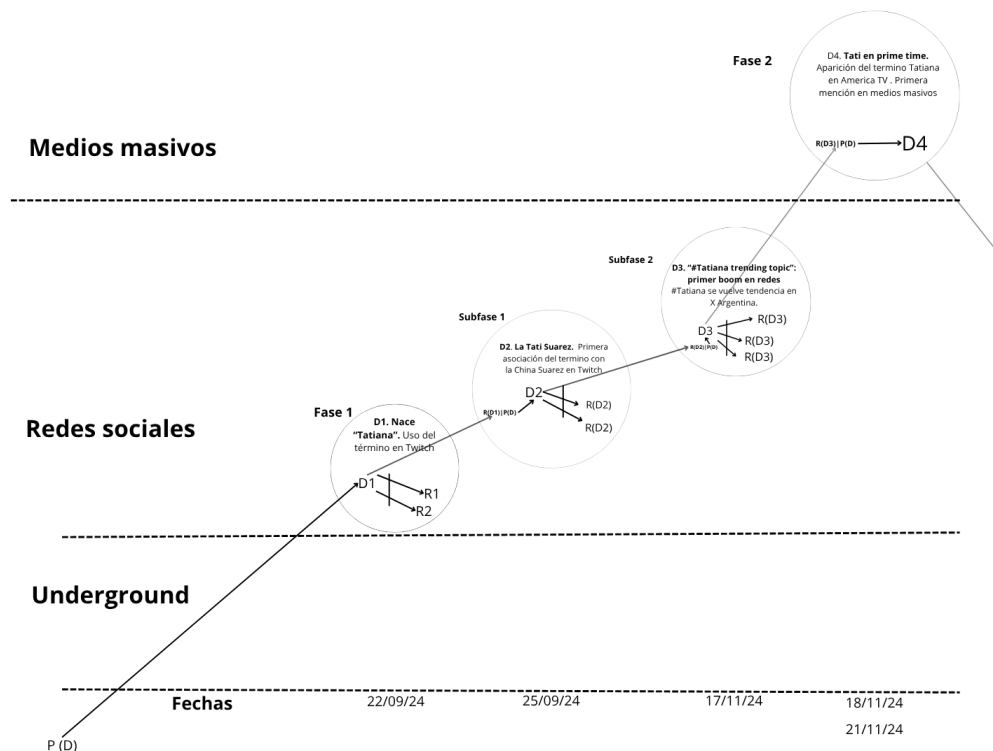 Fase 2
D4. Tati en prime time.
Aparición del termino Tatiana
en America TV . Primera
mención en medios masivos
R(D3)|P(D)
D4
Medios masivos
Subfase 2
D3. “#Tatiana trending topic”:
primer boom en redes
#Tatiana se vuelve tendencia en
X Argentina.
D3
R(D3)
R(D3)
R(D3)
R(D2)|P(D)
Subfase 1
D2. La Tati Suarez. Primera
asociación del termino con
la China Suarez en Twitch
D2
R(D1)|P(D)
R(D2)
R(D2)
Redes sociales
Fase 1
D1. Nace
“Tatiana”. Uso del
término en Twitch
D1
R1
R2
Underground
Fechas
22/09/24
25/09/24
17/11/24
18/11/24
21/11/24
P (D)